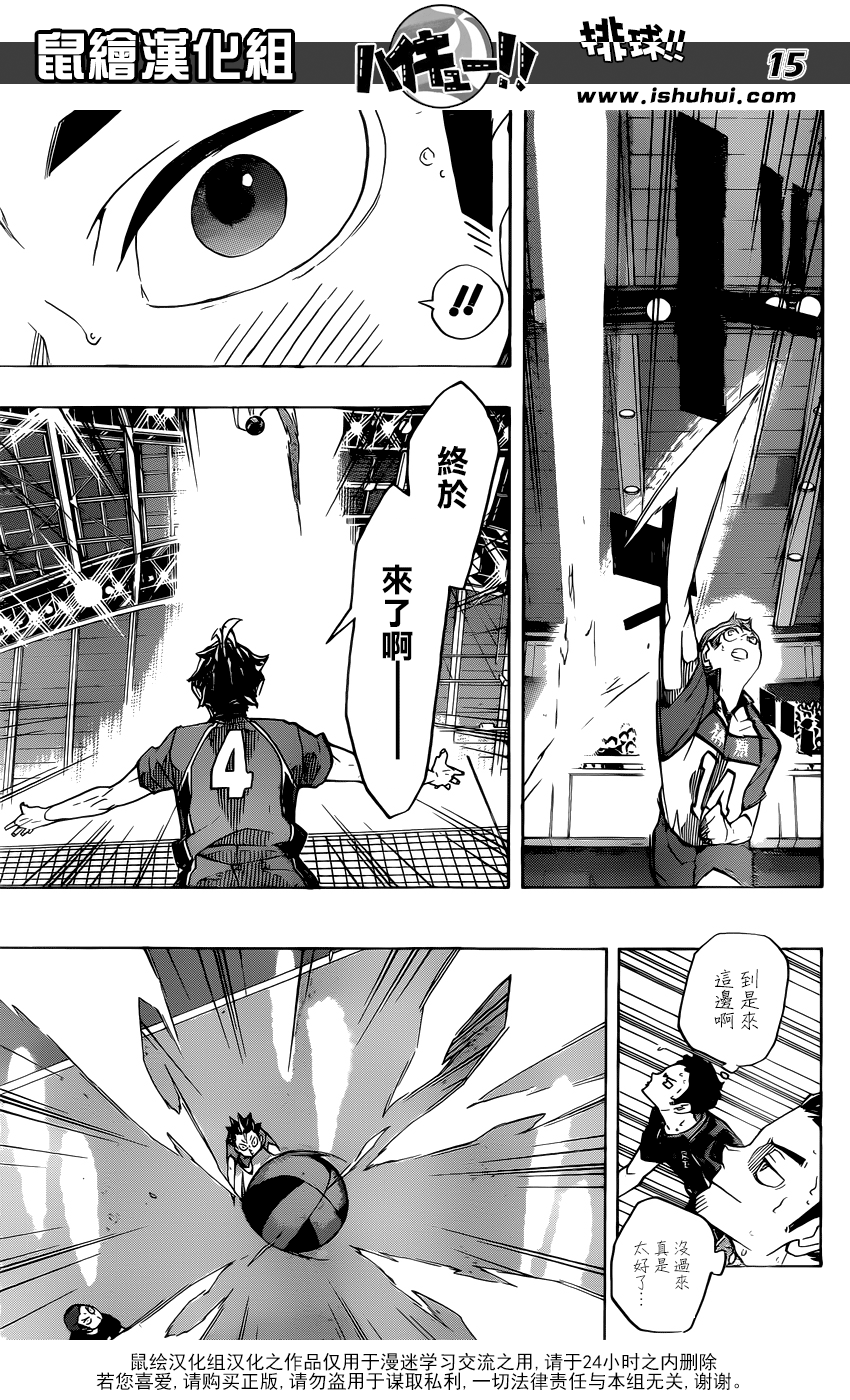 鼠繪漢化組
ハイキュー!!
排球!!
15
www.ishuhui.com
14
!!
終於
來了啊——
4
到是來
這邊啊
沒過來
真是
太好了…
鼠绘汉化组汉化之作品仅用于漫迷学习交流之用, 请于24小时之内删除
若您喜爱, 请购买正版, 请勿盗用于谋取私利, 一切法律责任与本组无关, 谢谢。